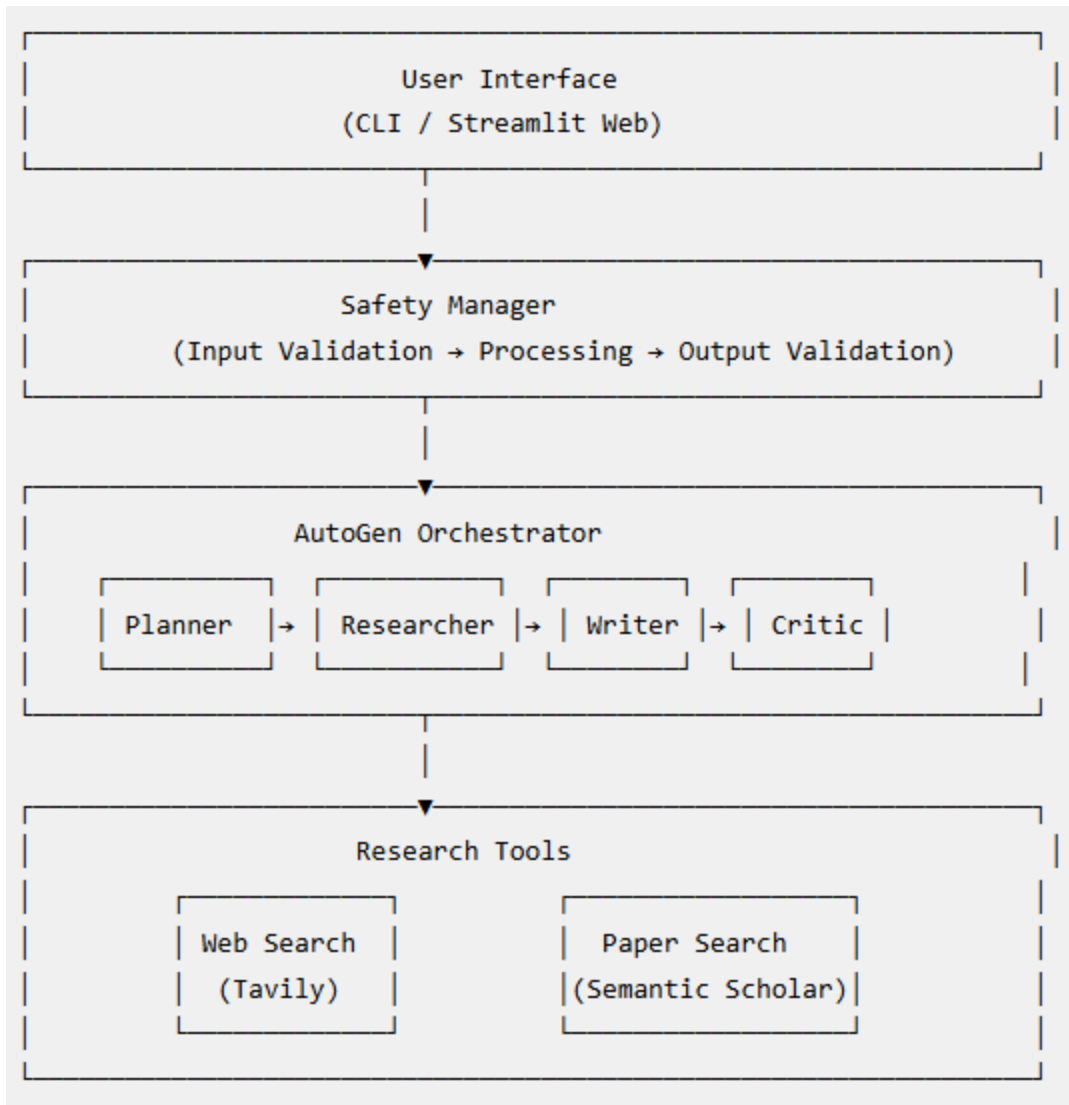 User Interface
(CLI / Streamlit Web)
Safety Manager
(Input Validation → Processing → Output Validation)
AutoGen Orchestrator
Planner → Researcher → Writer → Critic
Research Tools
Web Search Paper Search
(Tavily) (Semantic Scholar)